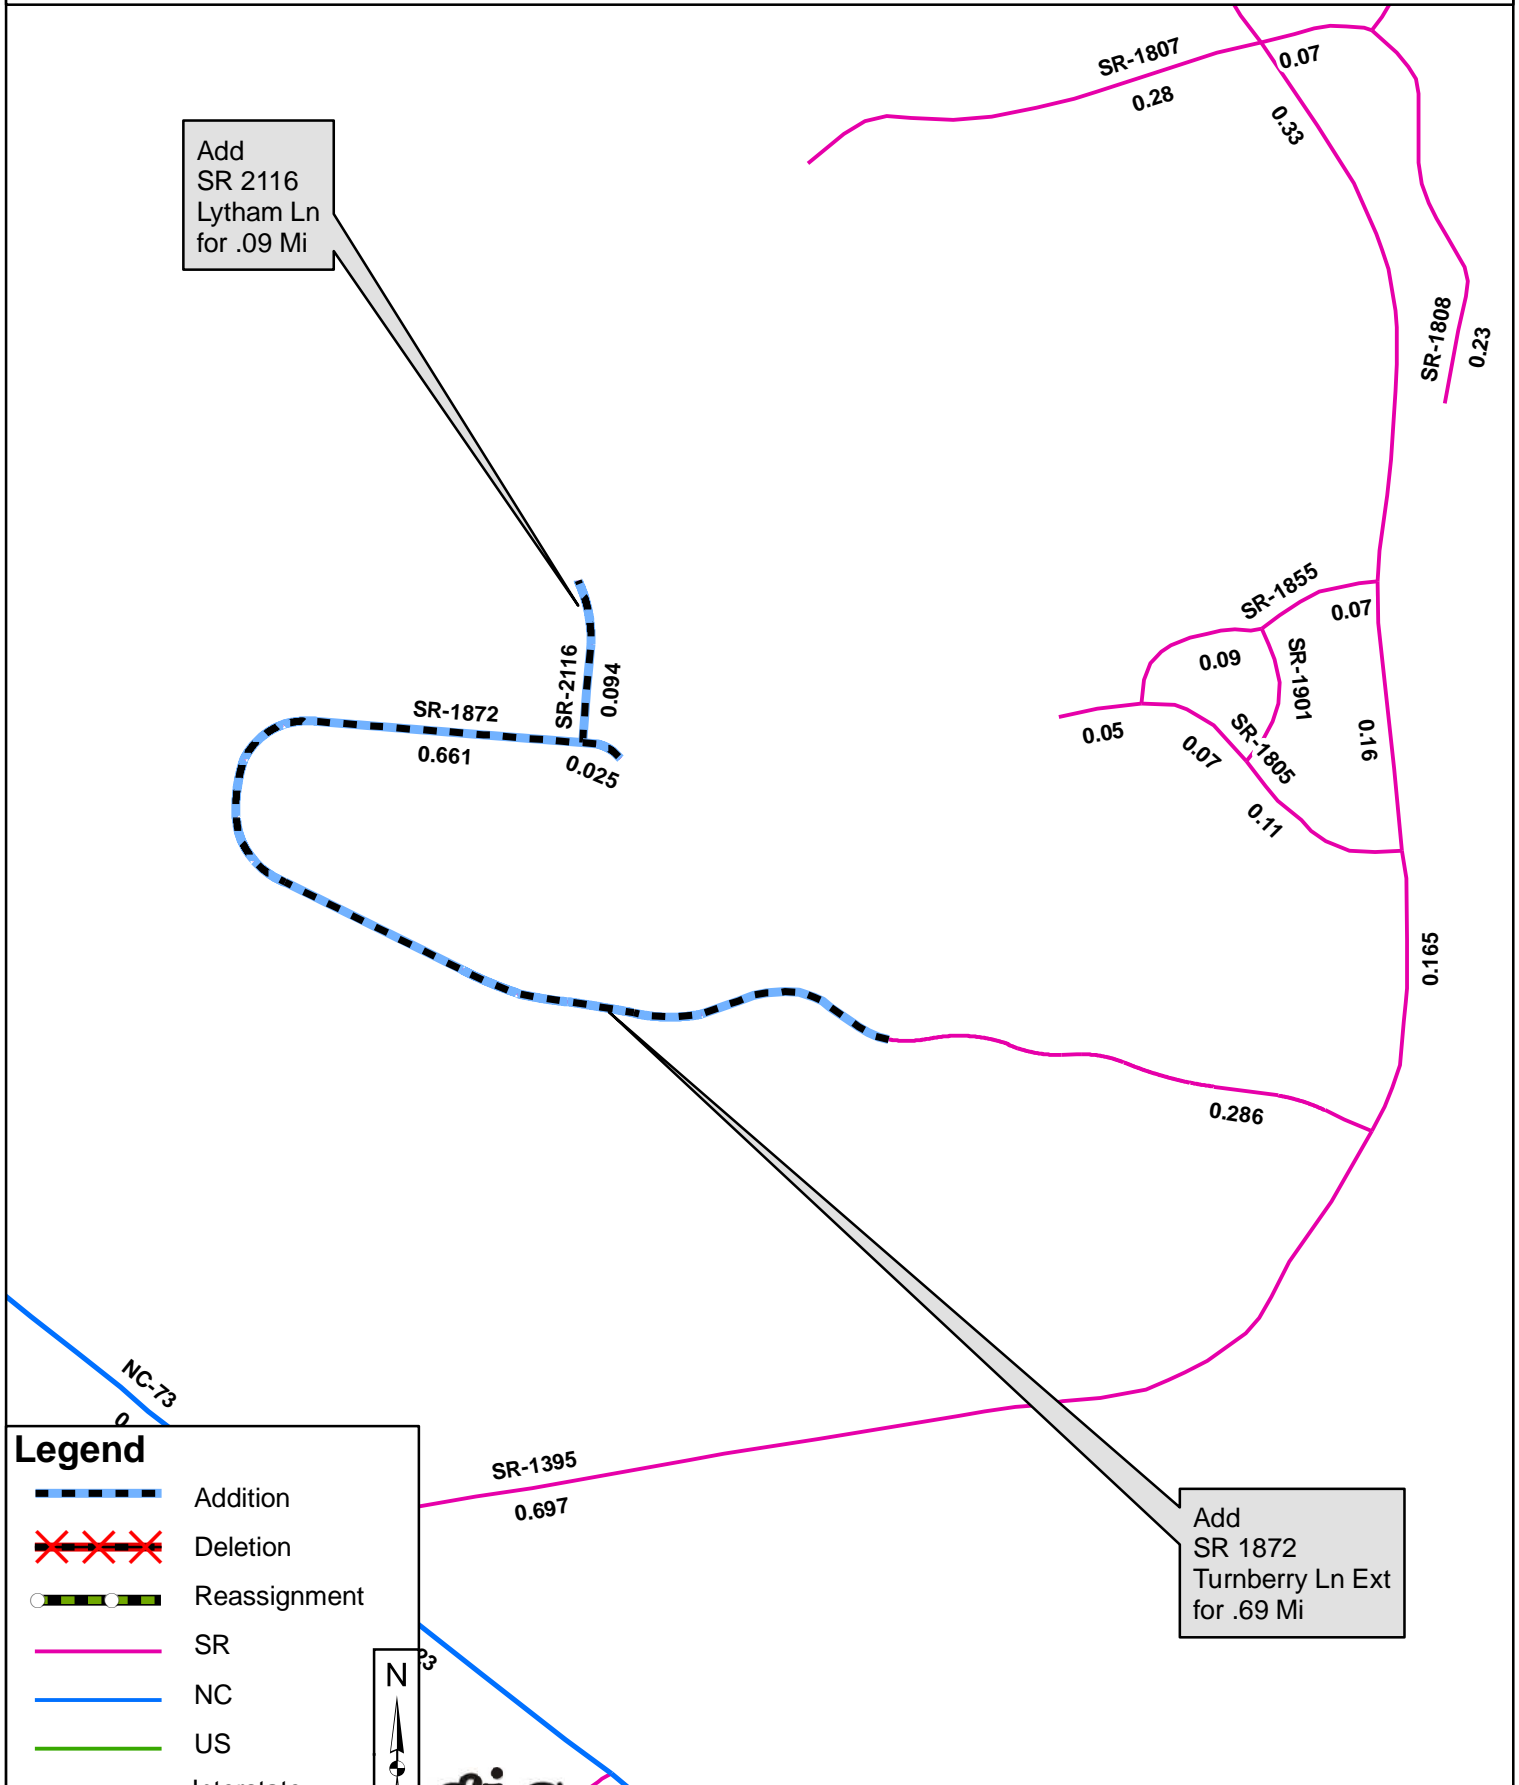 SR-1807
0.07
0.28
0.33
Add
SR 2116
Lytham Ln
for .09 Mi
SR-1808
0.23
SR-1855
0.07
0.09
SR-1901
SR-2116
0.094
SR-1872
0.661
0.025
0.05
0.07
SR-1805
0.16
0.11
0.165
0.286
NC-73
SR-1395
0.697
Add
SR 1872
Turnberry Ln Ext
for .69 Mi
Legend
Addition
Deletion
Reassignment
SR
NC
US
N